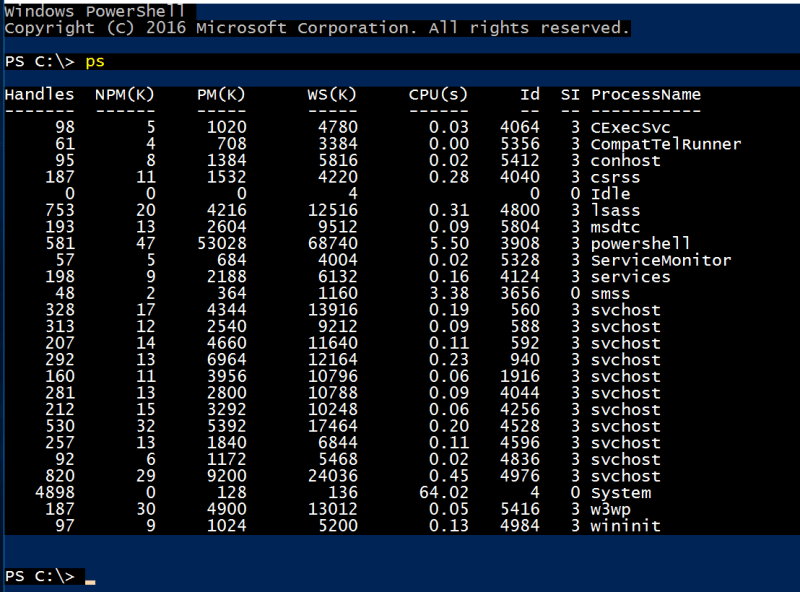 Windows PowerShell
Copyright (C) 2016 Microsoft Corporation. All rights reserved.
PS C:\> ps
Handles  NPM(K)    PM(K)      WS(K)     CPU(s)     Id  SI ProcessName
-------  ------    -----      -----     ------     --  -- -----------
     98       5     1020       4780       0.03   4064   3 CExecSvc
     61       4      708       3384       0.00   5356   3 CompatTelRunner
     95       8     1384       5816       0.02   5412   3 conhost
    187      11     1532       4220       0.28   4040   3 csrss
      0       0        0          4                 0   0 Idle
    753      20     4216      12516       0.31   4800   3 lsass
    193      13     2604       9512       0.09   5804   3 msdtc
    581      47    53028      68740       5.50   3908   3 powershell
     57       5      684       4004       0.02   5328   3 ServiceMonitor
    198       9     2188       6132       0.16   4124   3 services
     48       2      364       1160       3.38   3656   0 smss
    328      17     4344      13916       0.19    560   3 svchost
    313      12     2540       9212       0.09    588   3 svchost
    207      14     4660      11640       0.11    592   3 svchost
    292      13     6964      12164       0.23    940   3 svchost
    160      11     3956      10796       0.06   1916   3 svchost
    281      13     2800      10788       0.09   4044   3 svchost
    212      15     3292      10248       0.06   4256   3 svchost
    530      32     5392      17464       0.20   4528   3 svchost
    257      13     1840       6844       0.11   4596   3 svchost
     92       6     1172       5468       0.02   4836   3 svchost
    820      29     9200      24036       0.45   4976   3 svchost
   4898       0      128        136      64.02      4   0 System
    187      30     4900      13012       0.05   5416   3 w3wp
     97       9     1024       5200       0.13   4984   3 wininit
PS C:\> _